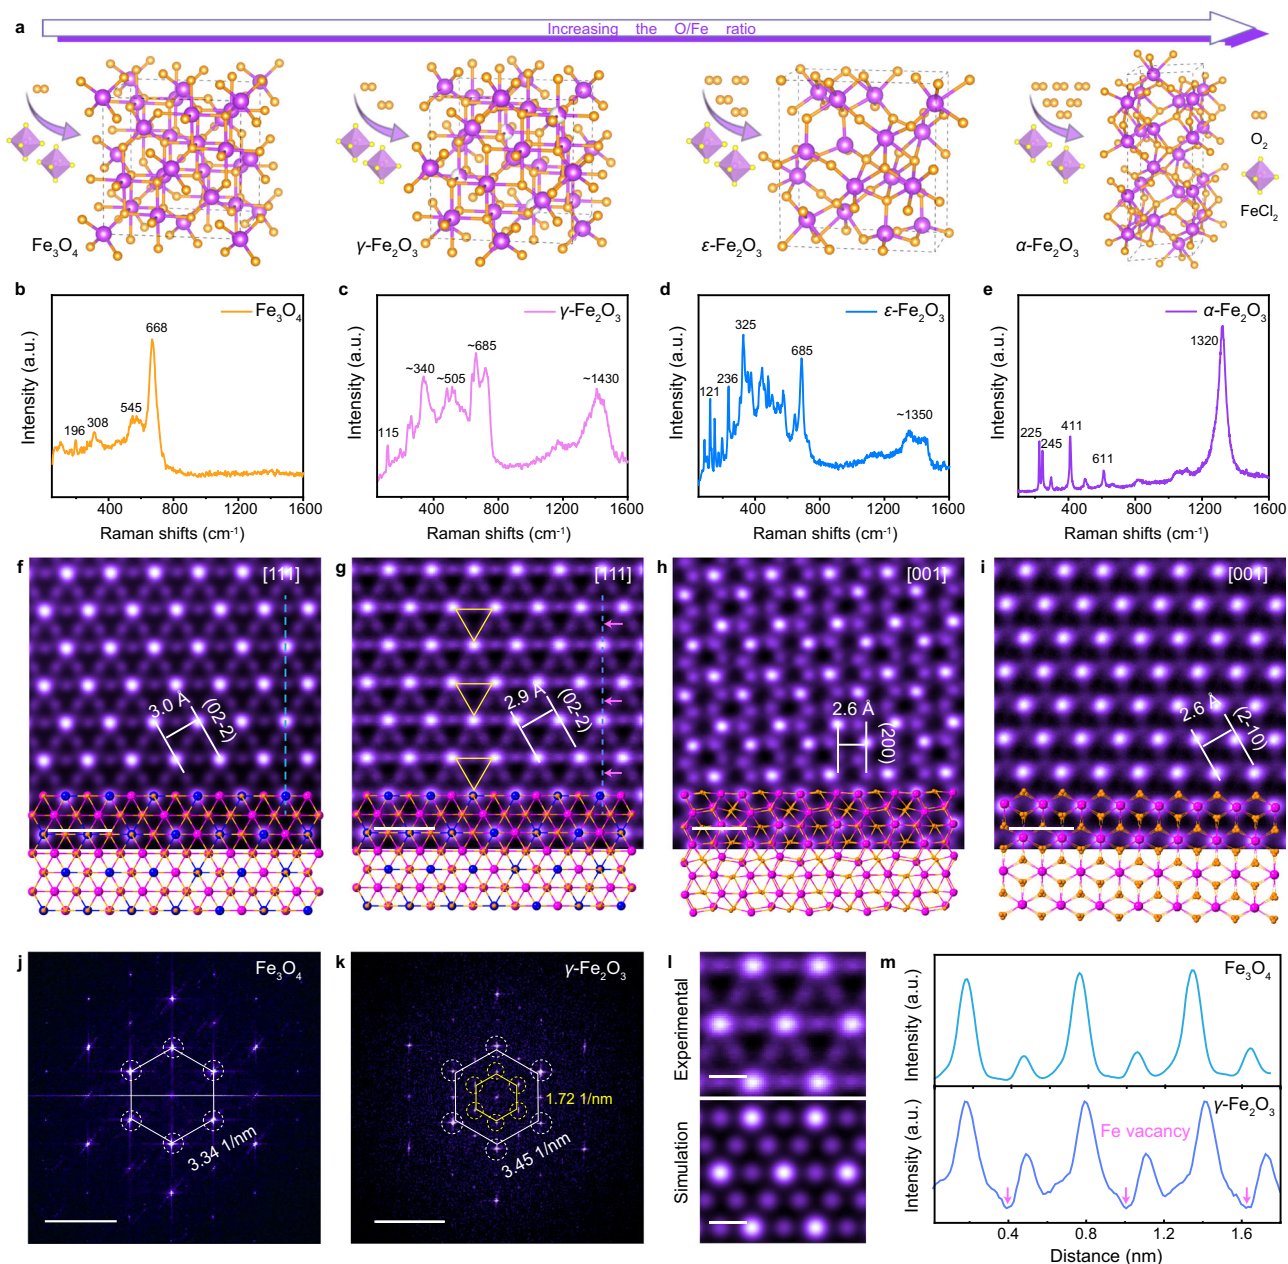 a
Increasing the O/Fe ratio
Fe₃O₄
γ-Fe₂O₃
ε-Fe₂O₃
α-Fe₂O₃
O₂
FeCl₂
b
Intensity (a.u.)
Fe₃O₄
668
545
308
196
400 800 1200 1600
Raman shifts (cm⁻¹)
c
Intensity (a.u.)
γ-Fe₂O₃
~685
~340
~505
~1430
115
400 800 1200 1600
Raman shifts (cm⁻¹)
d
Intensity (a.u.)
ε-Fe₂O₃
325
685
236
121
~1350
400 800 1200 1600
Raman shifts (cm⁻¹)
e
Intensity (a.u.)
α-Fe₂O₃
1320
225
245
411
611
400 800 1200 1600
Raman shifts (cm⁻¹)
f
[111]
3.0 Å
(02-2)
g
[111]
2.9 Å
(02-2)
h
[001]
2.6 Å
(200)
i
[001]
2.6 Å
(2-10)
j
Fe₃O₄
3.34 1/nm
k
γ-Fe₂O₃
1.72 1/nm
3.45 1/nm
l
Experimental
Simulation
m
Intensity (a.u.)
Fe₃O₄
Intensity (a.u.)
γ-Fe₂O₃
Fe vacancy
0.4 0.8 1.2 1.6
Distance (nm)